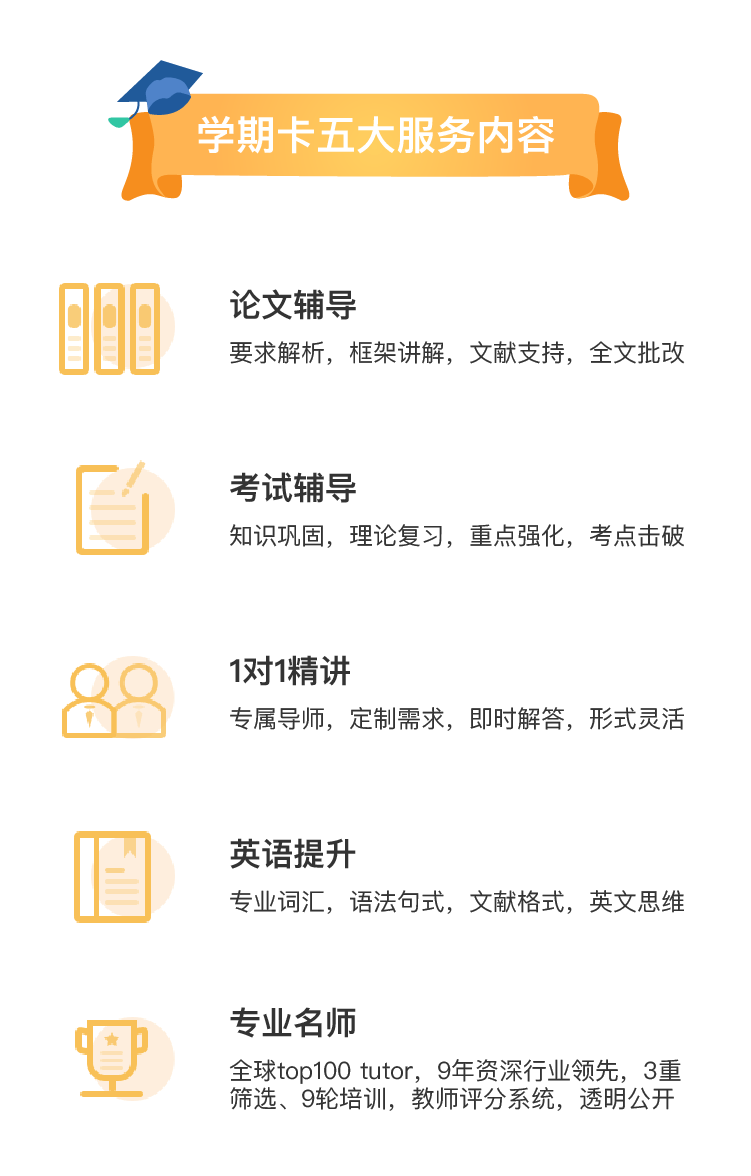 学期卡五大服务内容
论文辅导
要求解析，框架讲解，文献支持，全文批改
考试辅导
知识巩固，理论复习，重点强化，考点击破
1对1精讲
专属导师，定制需求，即时解答，形式灵活
英语提升
专业词汇，语法句式，文献格式，英文思维
专业名师
全球top100 tutor，9年资深行业领先，3重
筛选、9轮培训，教师评分系统，透明公开